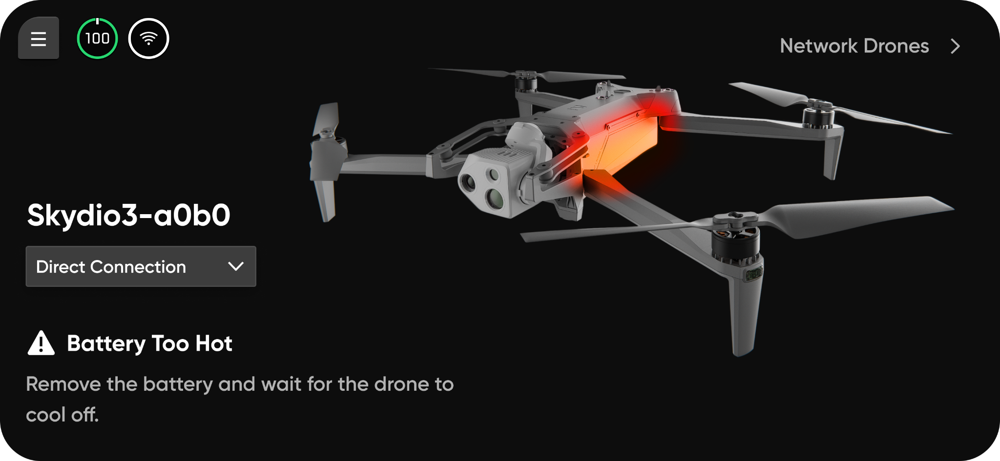 100
Network Drones
Skydio3-a0b0
Direct Connection
Battery Too Hot
Remove the battery and wait for the drone to
cool off.